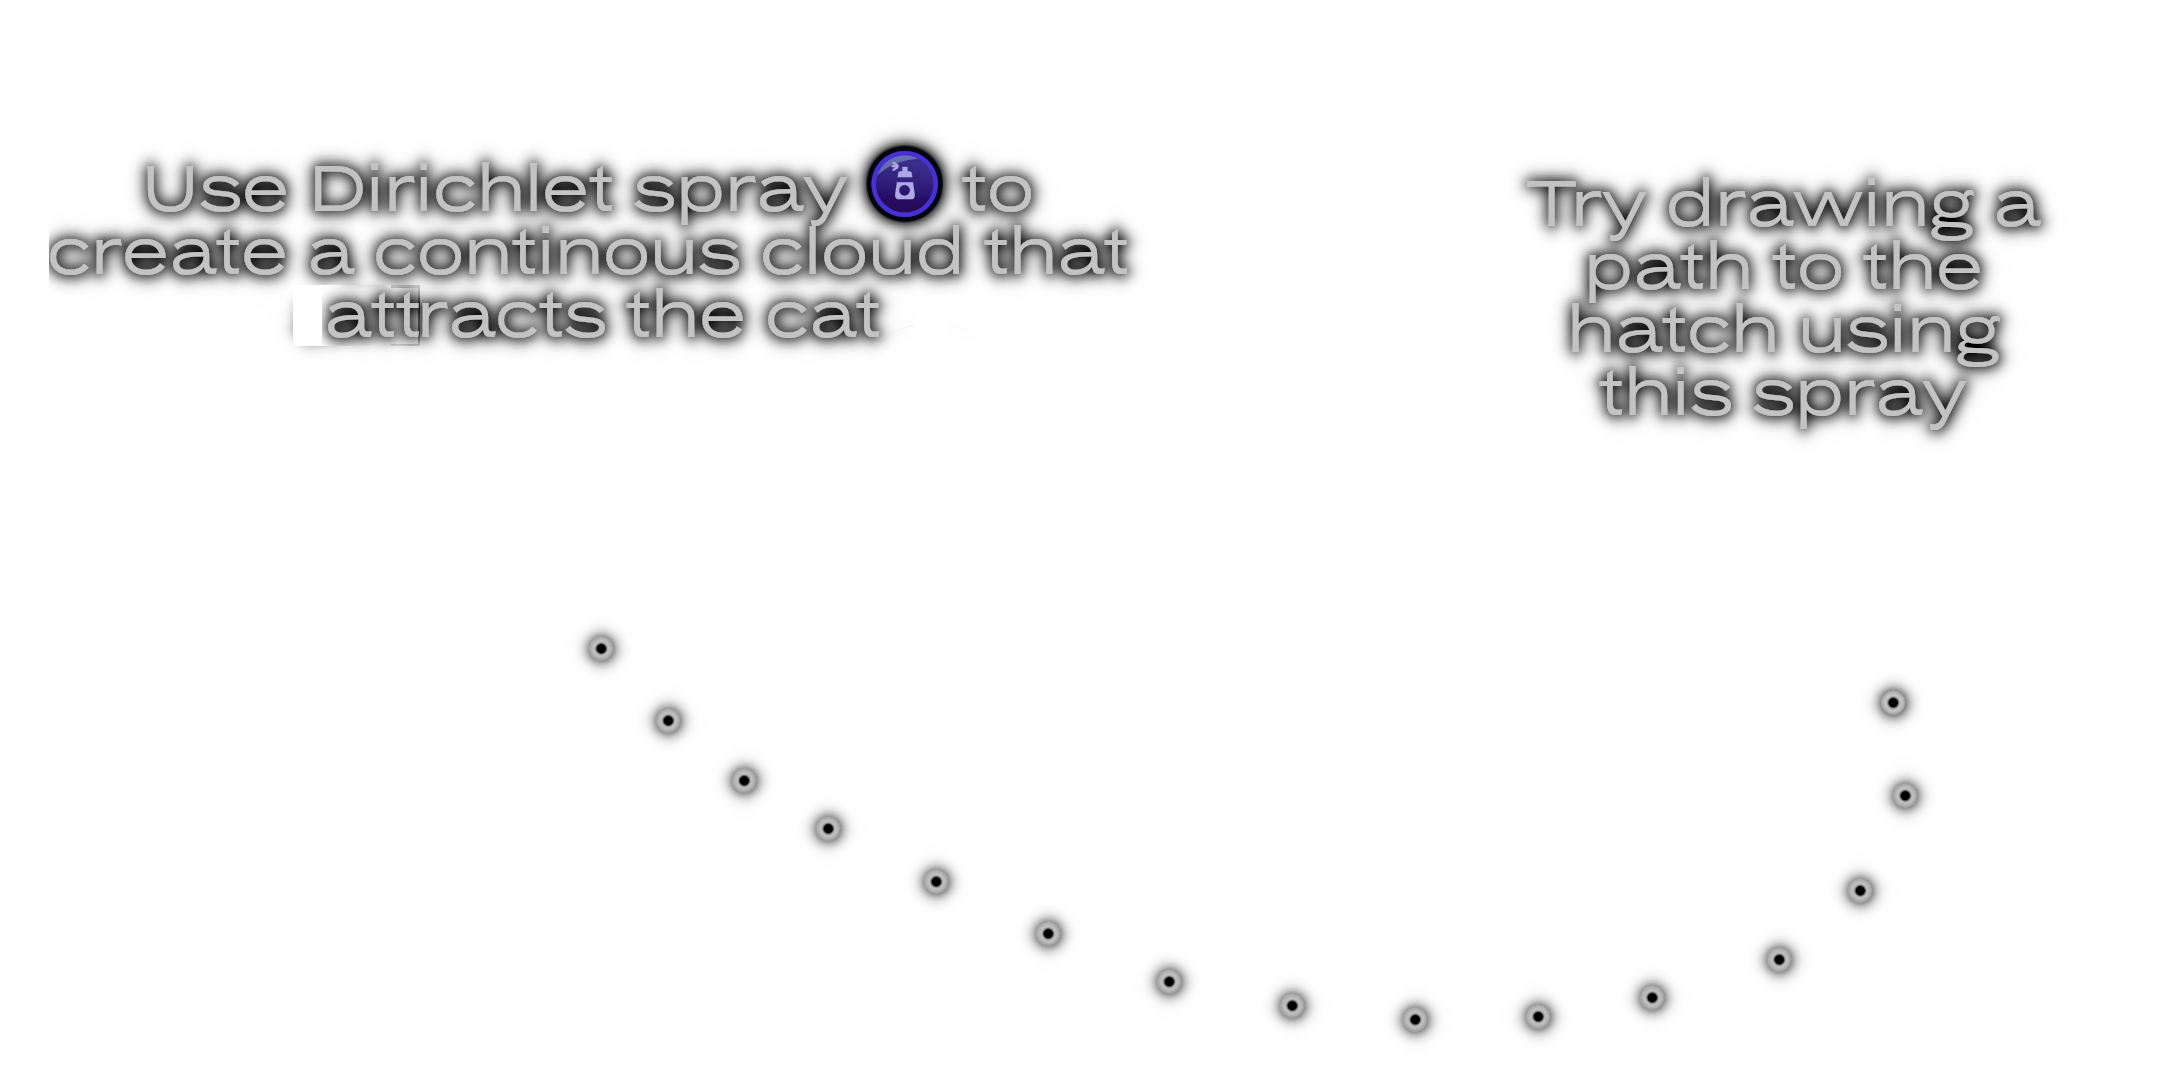 Use Dirichlet spray to
create a continous cloud that
attracts the cat
Try drawing a
path to the
hatch using
this spray